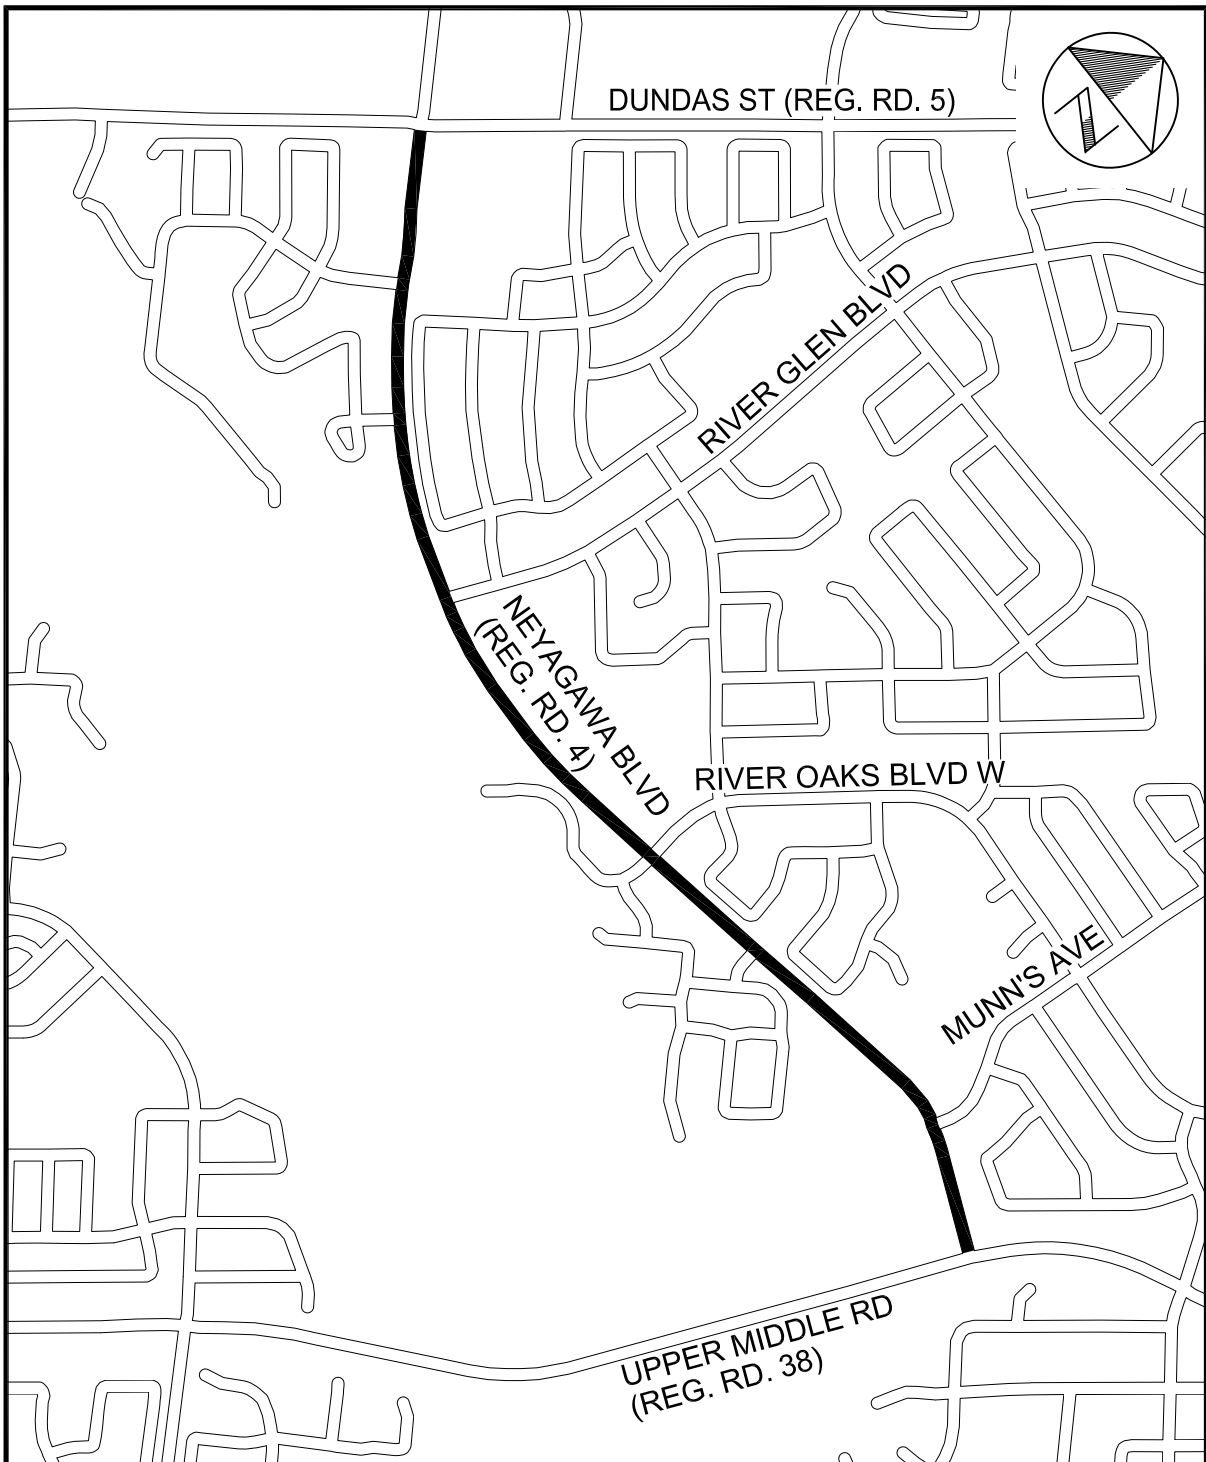 DUNDAS ST (REG. RD. 5)
RIVER GLEN BLVD
NEYAGAWA BLVD
(REG. RD. 4)
RIVER OAKS BLVD W
MUNN'S AVE
UPPER MIDDLE RD
(REG. RD. 38)